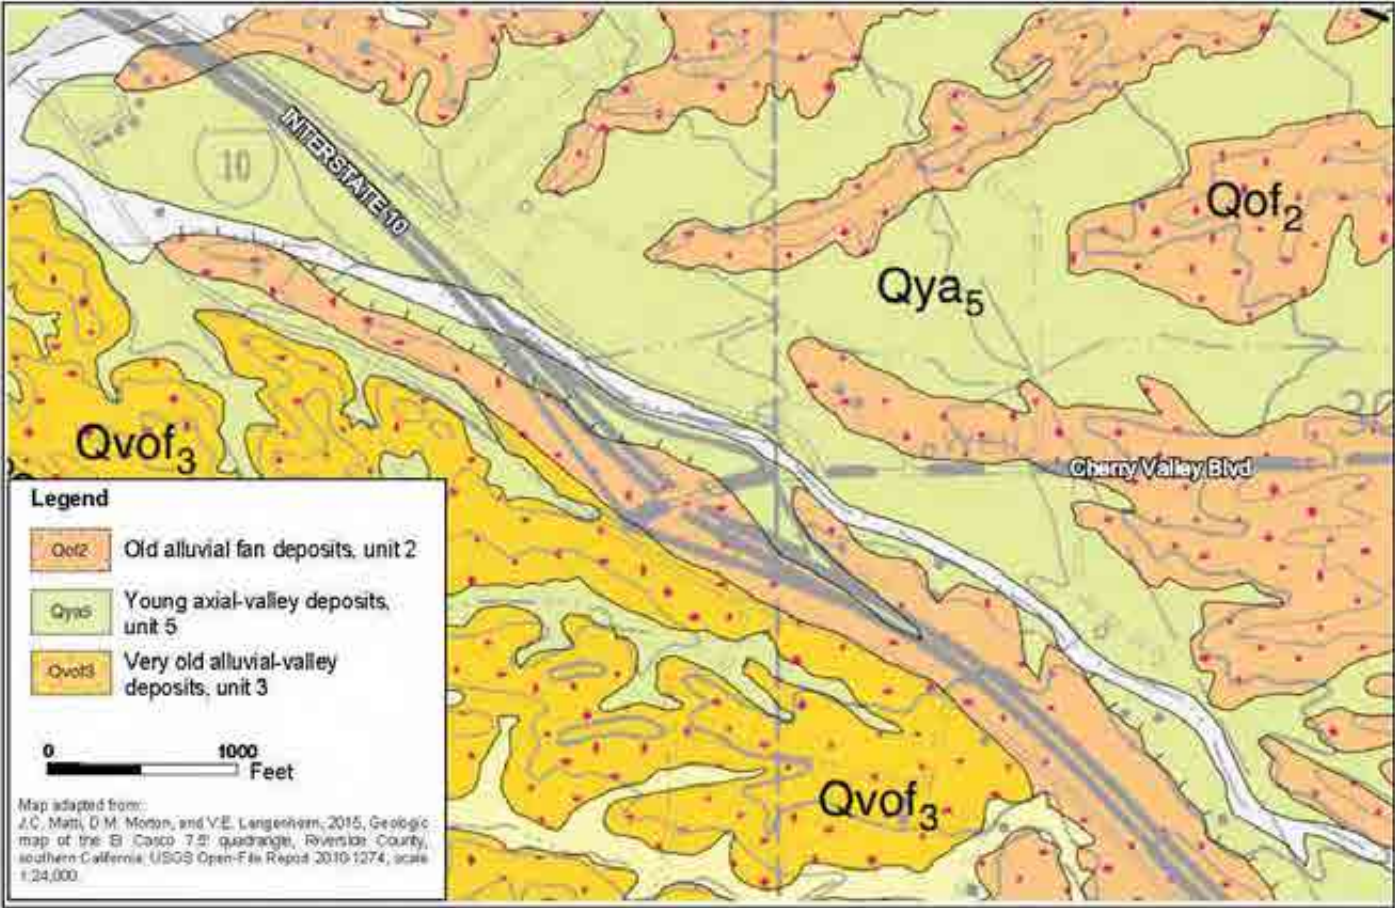 10
INTERSTATE 10
Qof2
Qya5
Qvof3
Cherry Valley Blvd
Legend
Qof2 Old alluvial fan deposits, unit 2
Qya5 Young axial-valley deposits,
unit 5
Qvof3 Very old alluvial-valley
deposits, unit 3
0 1000
Feet
Qvof3
Map adapted from:
J.C. Matti, D.M. Morton, and V.E. Langenheim, 2015, Geologic
map of the El Casco 7.5' quadrangle, Riverside County,
southern California, USGS Open-File Report 2010-1274, scale
1:24,000